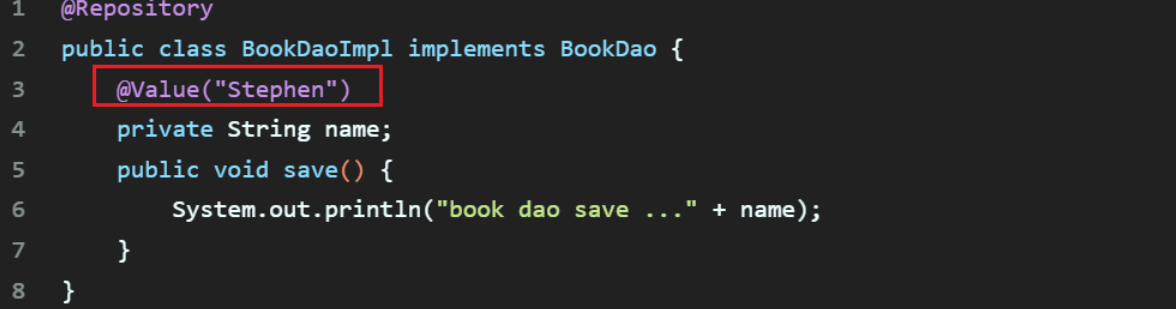 1 @Repository
2 public class BookDaoImpl implements BookDao {
3 @Value("Stephen")
4 private String name;
5 public void save() {
6 System.out.println("book dao save ..." + name);
7 }
8 }